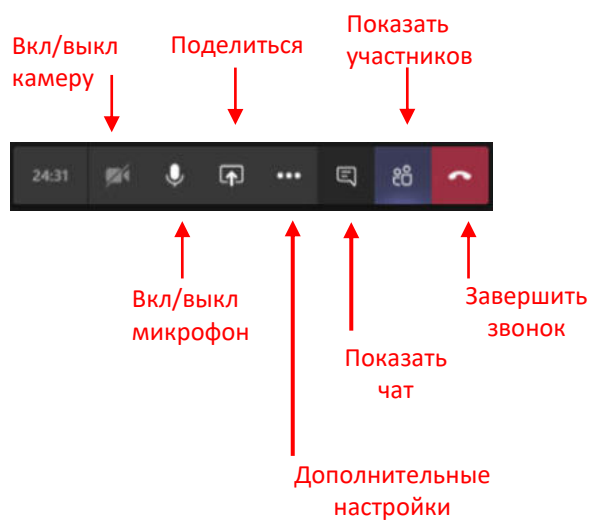 Вкл/выкл
камеру
Поделиться
Показать
участников
24:31
Вкл/выкл
микрофон
Завершить
звонок
Показать
чат
Дополнительные
настройки